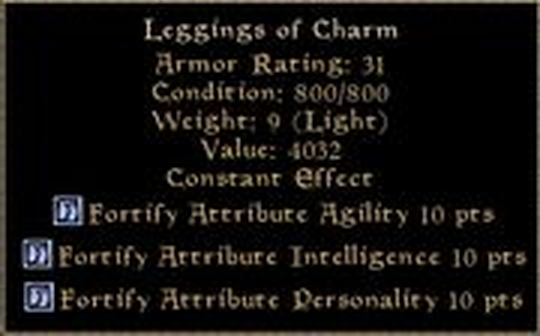 Leggings of Charm
Armor Rating: 31
Condition: 800/800
Weight: 9 (Light)
Value: 4032
Constant Effect
Fortify Attribute Agility 10 pts
Fortify Attribute Intelligence 10 pts
Fortify Attribute Personality 10 pts